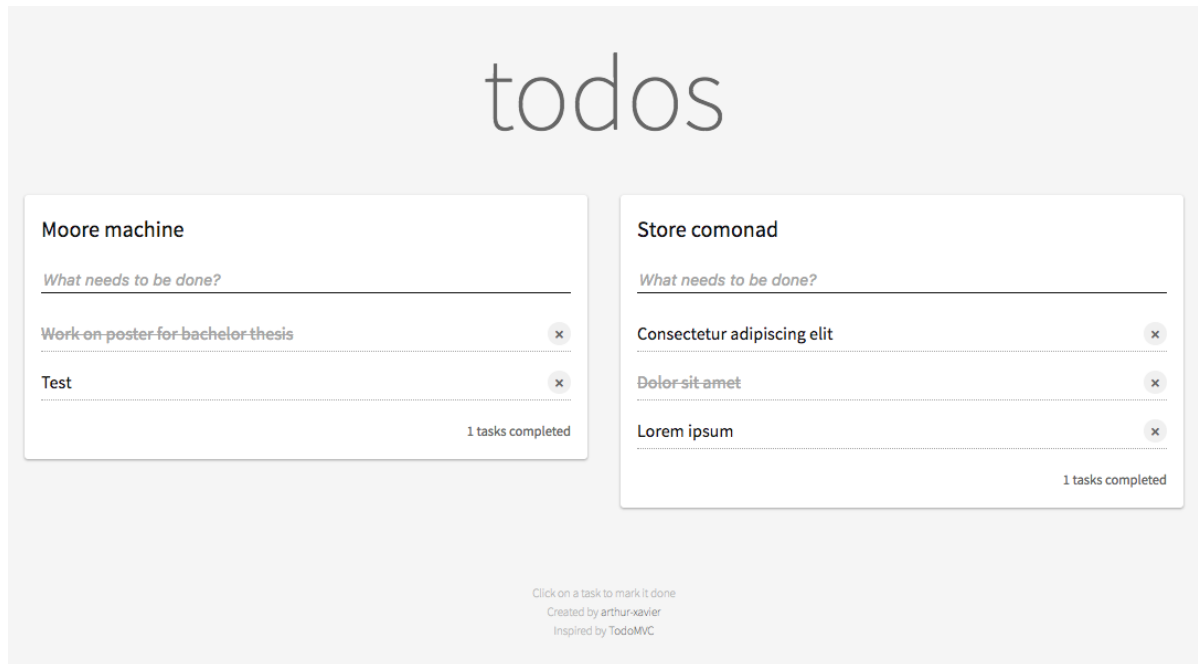 todos
Moore machine
What needs to be done?
Work on poster for bachelor thesis ×
Test ×
1 tasks completed
Store comonad
What needs to be done?
Consectetur adipiscing elit ×
Dolor sit amet ×
Lorem ipsum ×
1 tasks completed
Click on a task to mark it done
Created by arthur-xavier
Inspired by TodoMVC